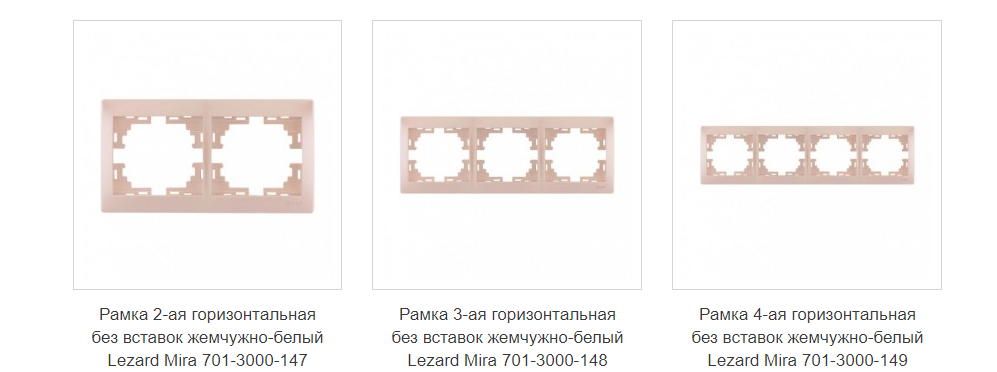 Рамка 2-ая горизонтальная
без вставок жемчужно-белый
Lezard Mira 701-3000-147
Рамка 3-ая горизонтальная
без вставок жемчужно-белый
Lezard Mira 701-3000-148
Рамка 4-ая горизонтальная
без вставок жемчужно-белый
Lezard Mira 701-3000-149